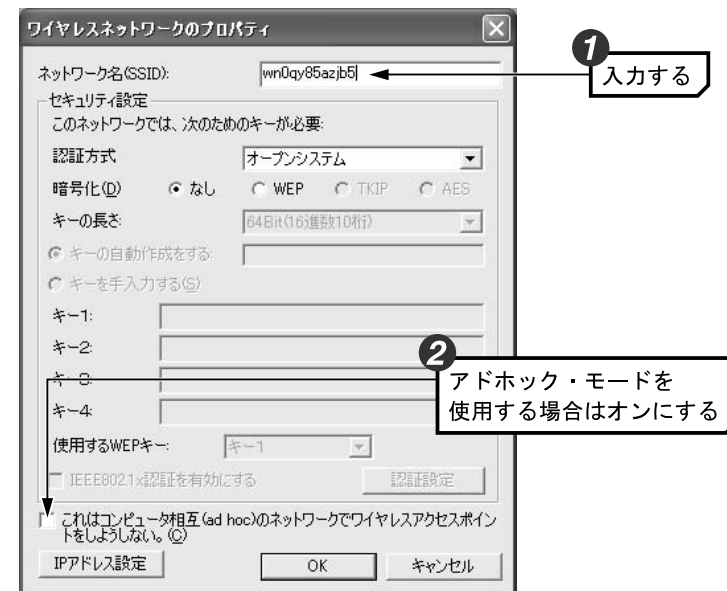 ワイヤレスネットワークのプロパティ
1
入力する
ネットワーク名(SSID): wn0qy85azjb5
セキュリティ設定
このネットワークでは、次のためのキーが必要:
認証方式 オープンシステム
暗号化(D) なし WEP TKIP AES
キーの長さ: 64Bit(16進数10桁)
キーの自動作成をする:
キーを手入力する(S)
キー1:
キー2:
2
アドホック・モードを
使用する場合はオンにする
キー3:
キー4:
使用するWEPキー: キー1
IEEE802.1x認証を有効にする 認証設定
これはコンピュータ相互(ad hoc)のネットワークでワイヤレスアクセスポイン
トをしようしない。(C)
IPアドレス設定 OK キャンセル